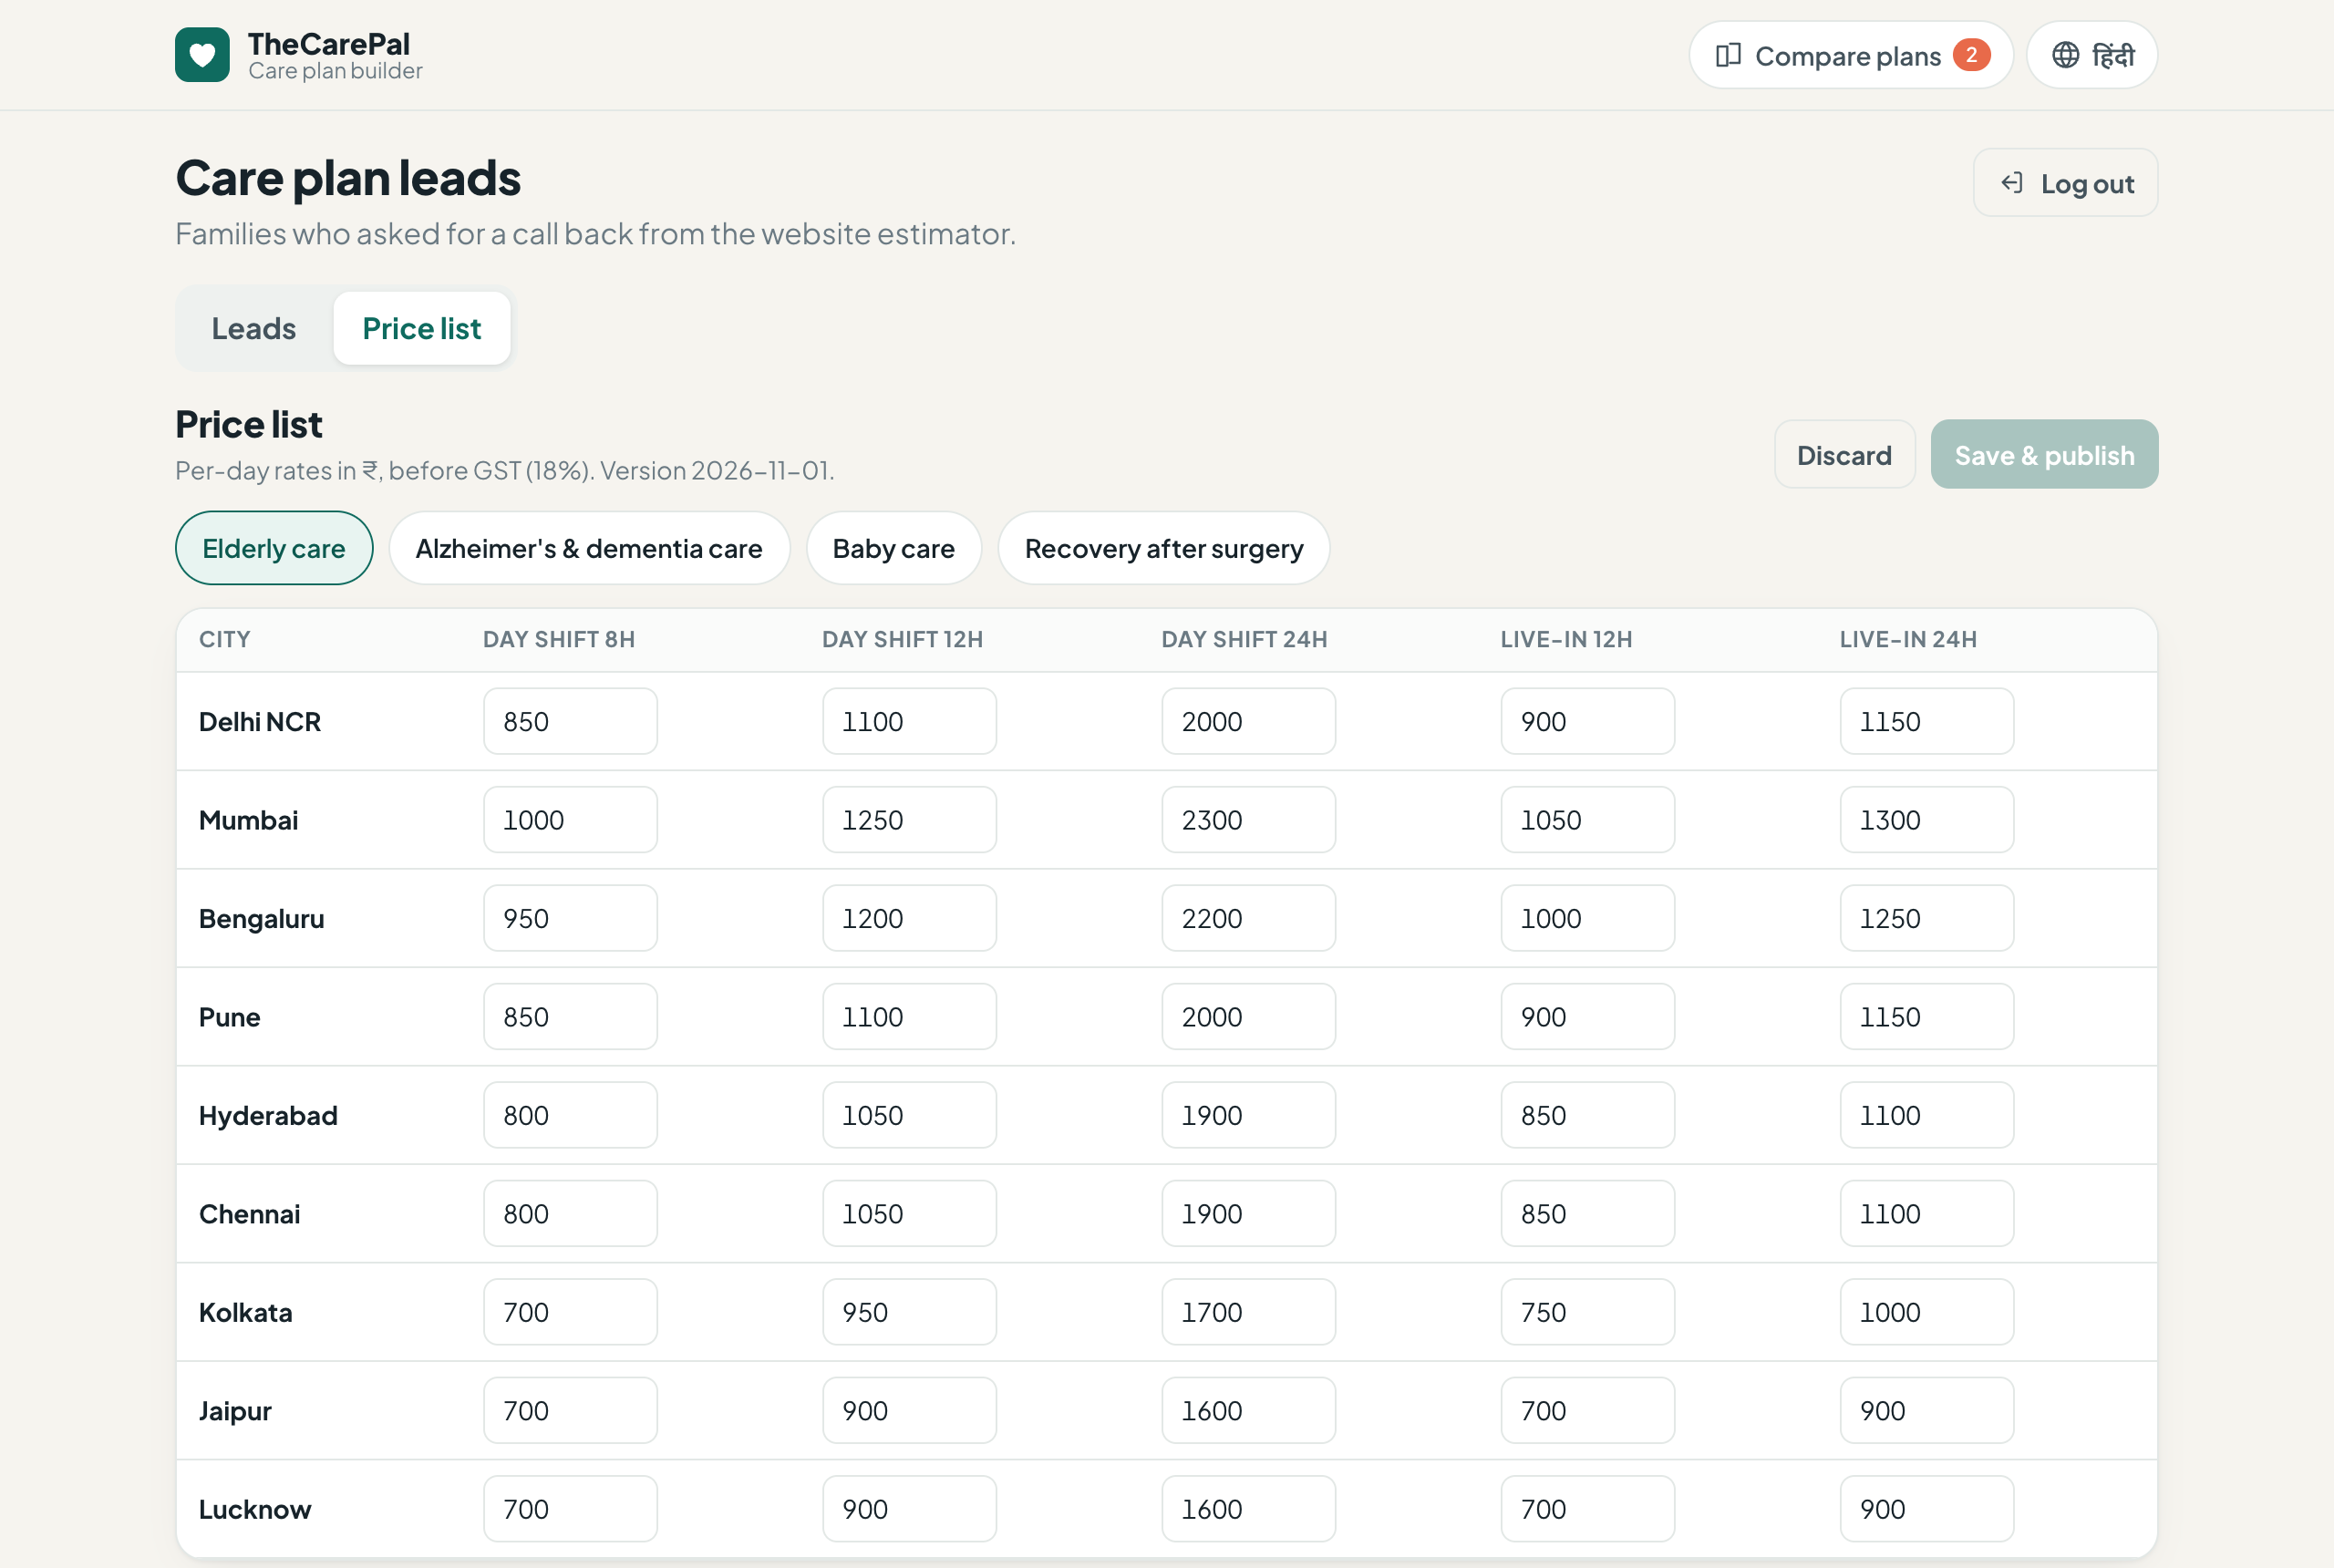 TheCarePal
Care plan builder
Compare plans 2
हिंदी
Care plan leads
Log out
Families who asked for a call back from the website estimator.
Leads Price list
Price list
Per-day rates in ₹, before GST (18%). Version 2026-11-01.
Discard Save & publish
Elderly care Alzheimer's & dementia care Baby care Recovery after surgery
CITY DAY SHIFT 8H DAY SHIFT 12H DAY SHIFT 24H LIVE-IN 12H LIVE-IN 24H
Delhi NCR 850 1100 2000 900 1150
Mumbai 1000 1250 2300 1050 1300
Bengaluru 950 1200 2200 1000 1250
Pune 850 1100 2000 900 1150
Hyderabad 800 1050 1900 850 1100
Chennai 800 1050 1900 850 1100
Kolkata 700 950 1700 750 1000
Jaipur 700 900 1600 700 900
Lucknow 700 900 1600 700 900